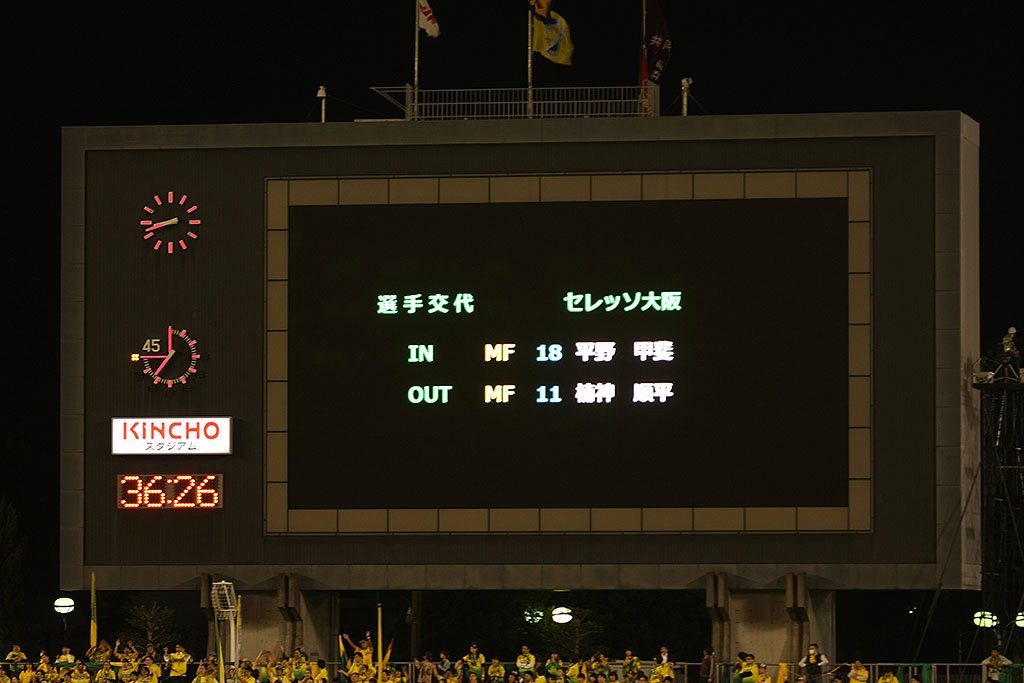 選手交代 セレッソ大阪
IN MF 18 平野 甲斐
OUT MF 11 楠神 順平
45
KINCHO
スタジアム
36:26